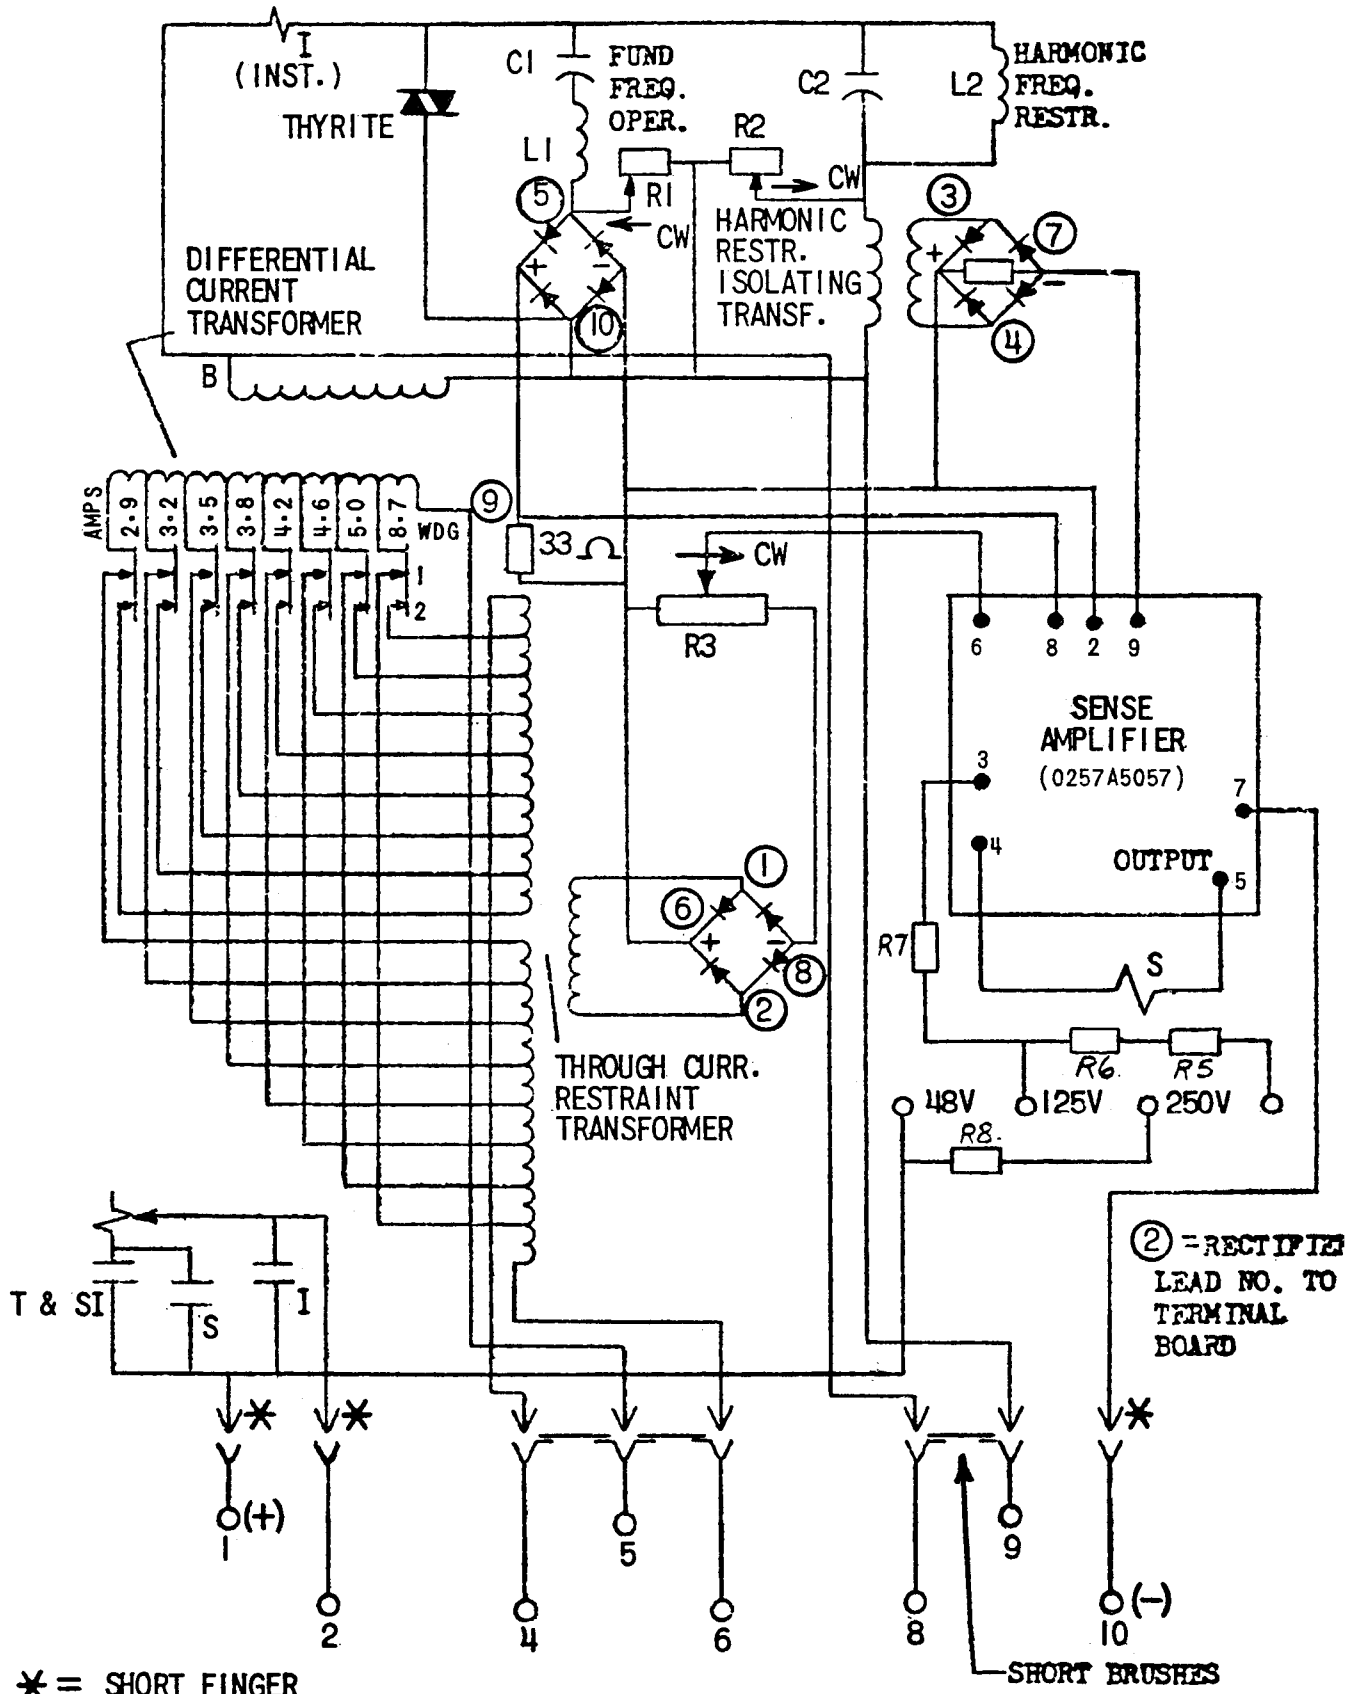 I
(INST.)
THYRITE
C1
FUND
FREQ.
OPER.
L1
R1
CW
R2
CW
C2
L2
HARMONIC
FREQ.
RESTR.
HARMONIC
RESTR.
ISOLATING
TRANSF.
5
+
-
10
3
7
+
-
4
DIFFERENTIAL
CURRENT
TRANSFORMER
B
AMPS
2.9
3.2
3.5
3.8
4.2
4.6
5.0
8.7
WDG
1
2
9
33 Ω
CW
R3
6
8
2
9
SENSE
AMPLIFIER
(0257A5057)
3
7
4
OUTPUT
5
1
6
+
-
8
2
THROUGH CURR.
RESTRAINT
TRANSFORMER
R7
S
R6.
R5
48V
125V
250V
R8.
T & SI
S
I
2 =RECTIFIER
LEAD NO. TO
TERMINAL
BOARD
*
*
*
(+)
1
2
4
5
6
8
9
(-)
10
SHORT BRUSHES
* = SHORT FINGER